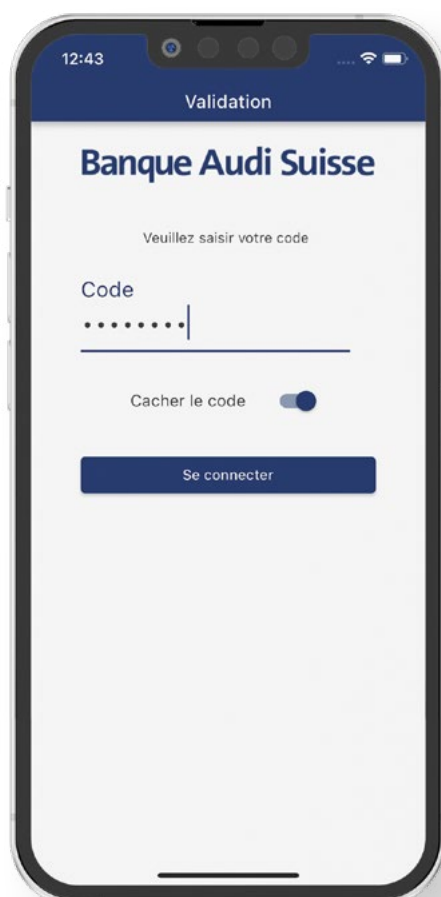 12:43
Validation
Banque Audi Suisse
Veuillez saisir votre code
Code
••••••••
Cacher le code
Se connecter